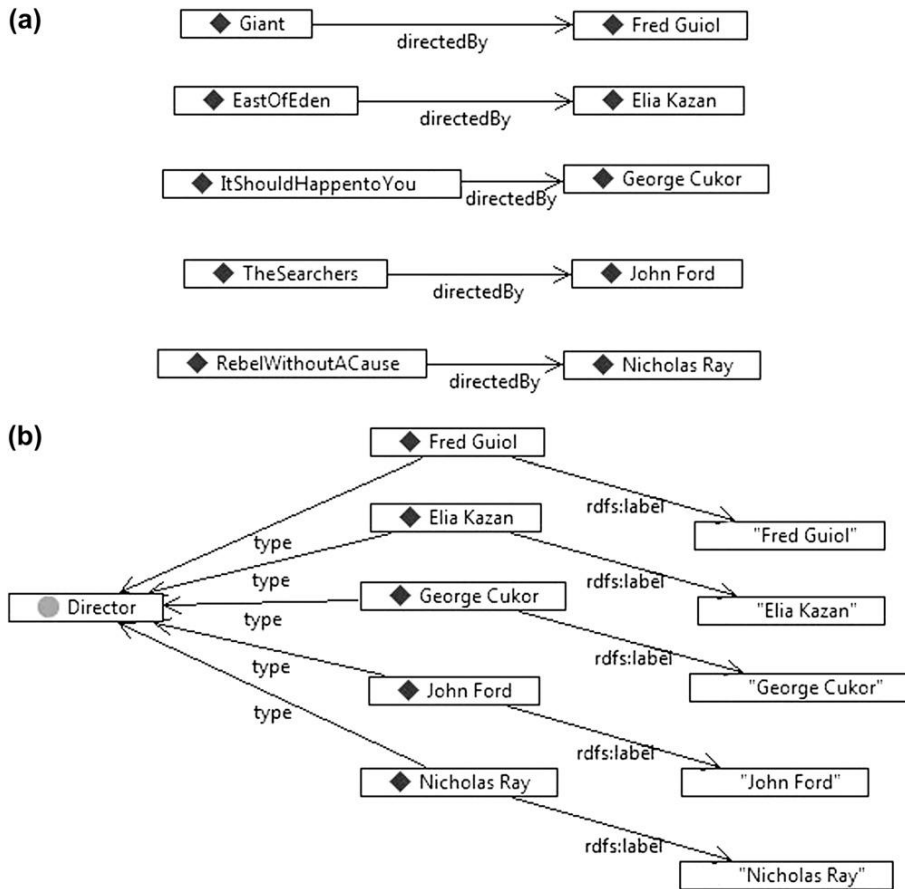 (a)
Giant
directedBy
Fred Guiol
EastOfEden
directedBy
Elia Kazan
ItShouldHappentoYou
directedBy
George Cukor
TheSearchers
directedBy
John Ford
RebelWithoutACause
directedBy
Nicholas Ray
(b)
Fred Guiol
rdfs:label
"Fred Guiol"
type
Elia Kazan
rdfs:label
"Elia Kazan"
type
Director
George Cukor
rdfs:label
"George Cukor"
type
John Ford
rdfs:label
"John Ford"
type
Nicholas Ray
rdfs:label
"Nicholas Ray"
type